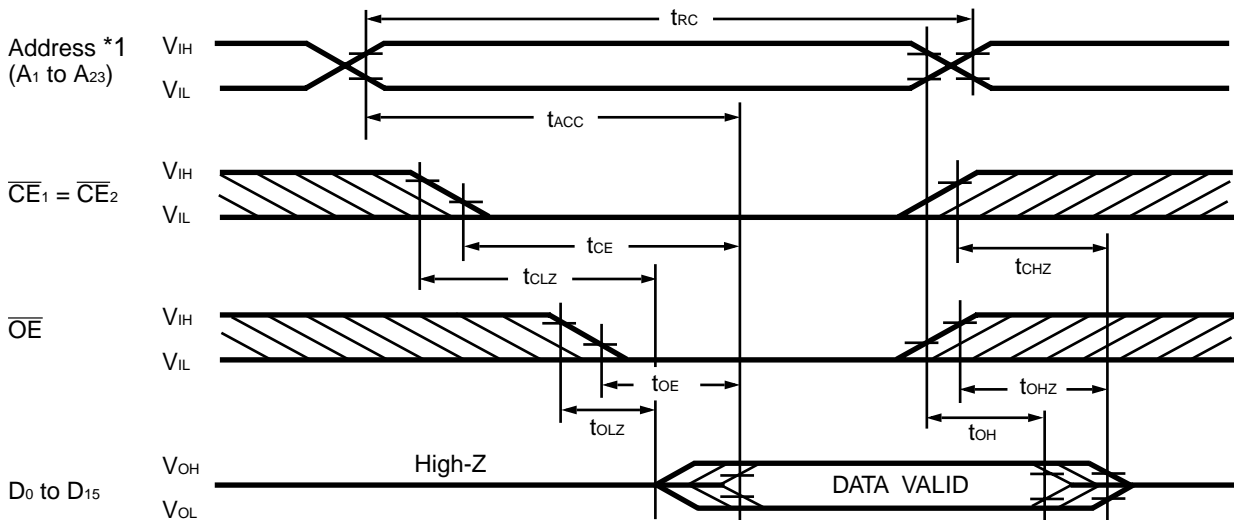 tRC
Address *1
(A1 to A23)
VIH
VIL
tACC
CE1 = CE2
VIH
VIL
tCE
tCLZ
tCHZ
OE
VIH
VIL
tOE
tOHZ
tOLZ
tOH
High-Z
DATA VALID
D0 to D15
VOH
VOL